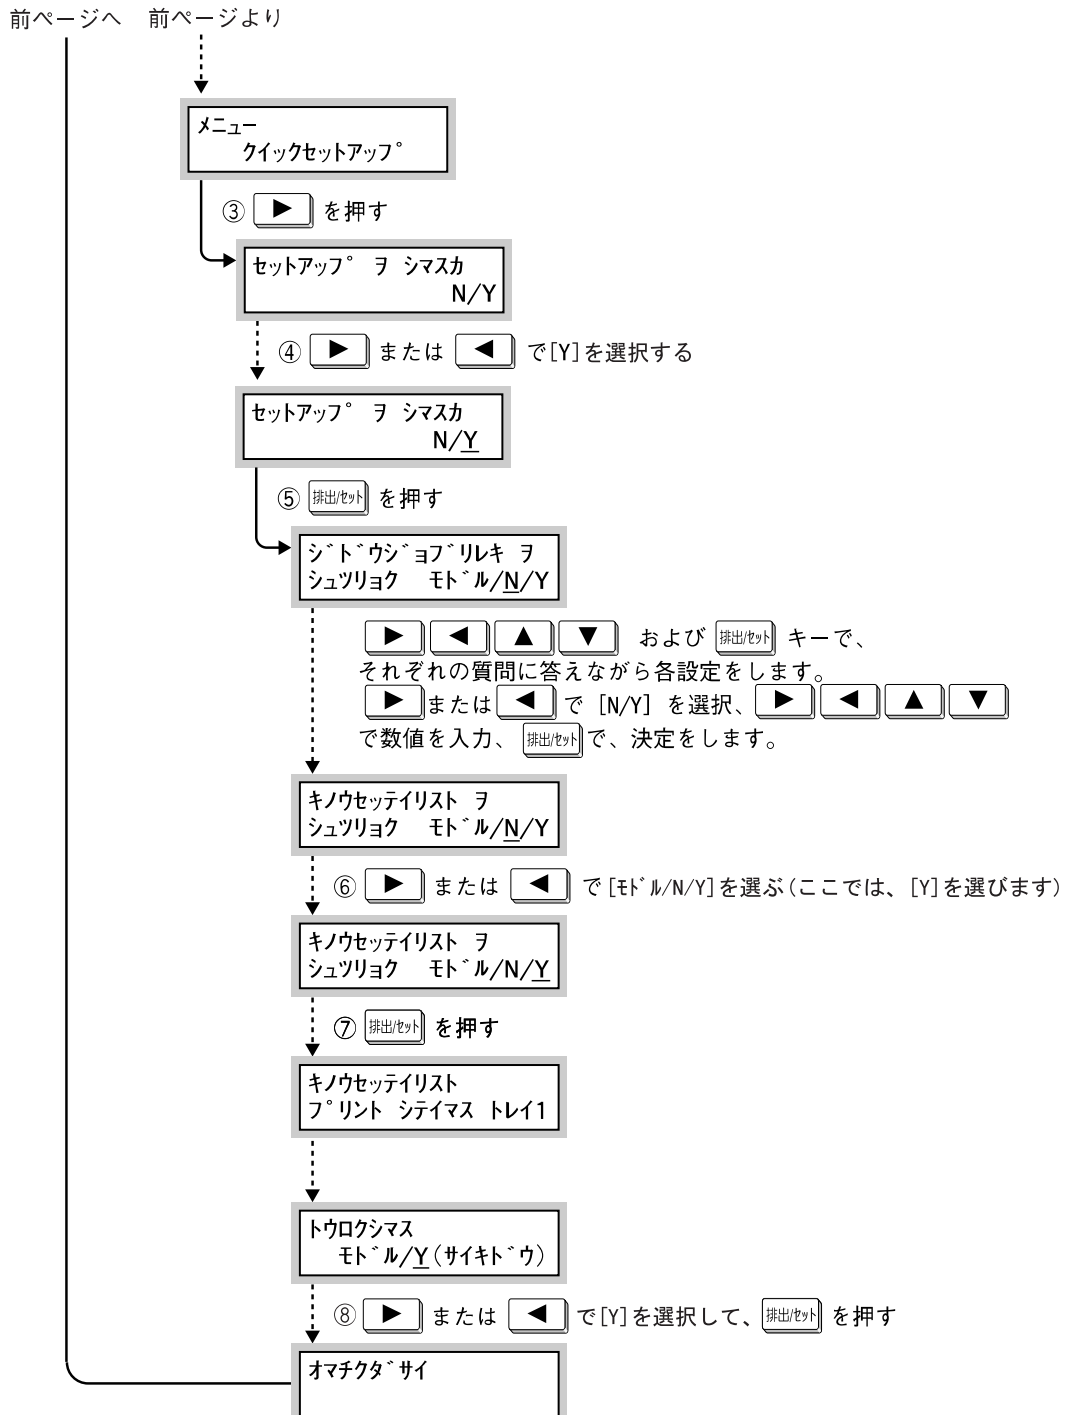 前ページへ　前ページより
メニュー
クイックセットアップ
③ ▶ を押す
セットアップ ヲ シマスカ
N/Y
④ ▶ または ◀ で[Y]を選択する
セットアップ ヲ シマスカ
N/Y
⑤ 排出/セット を押す
ジドウジョブリレキ ヲ
シュツリョク モドル/N/Y
▶ ◀ ▲ ▼ および 排出/セット キーで、
それぞれの質問に答えながら各設定をします。
▶ または ◀ で [N/Y] を選択、 ▶ ◀ ▲ ▼
で数値を入力、 排出/セット で、決定をします。
キノウセッテイリスト ヲ
シュツリョク モドル/N/Y
⑥ ▶ または ◀ で[モドル/N/Y]を選ぶ(ここでは、[Y]を選びます)
キノウセッテイリスト ヲ
シュツリョク モドル/N/Y
⑦ 排出/セット を押す
キノウセッテイリスト
プリント シテイマス トレイ1
トウロクシマス
モドル/Y(サイキドウ)
⑧ ▶ または ◀ で[Y]を選択して、 排出/セット を押す
オマチクダサイ